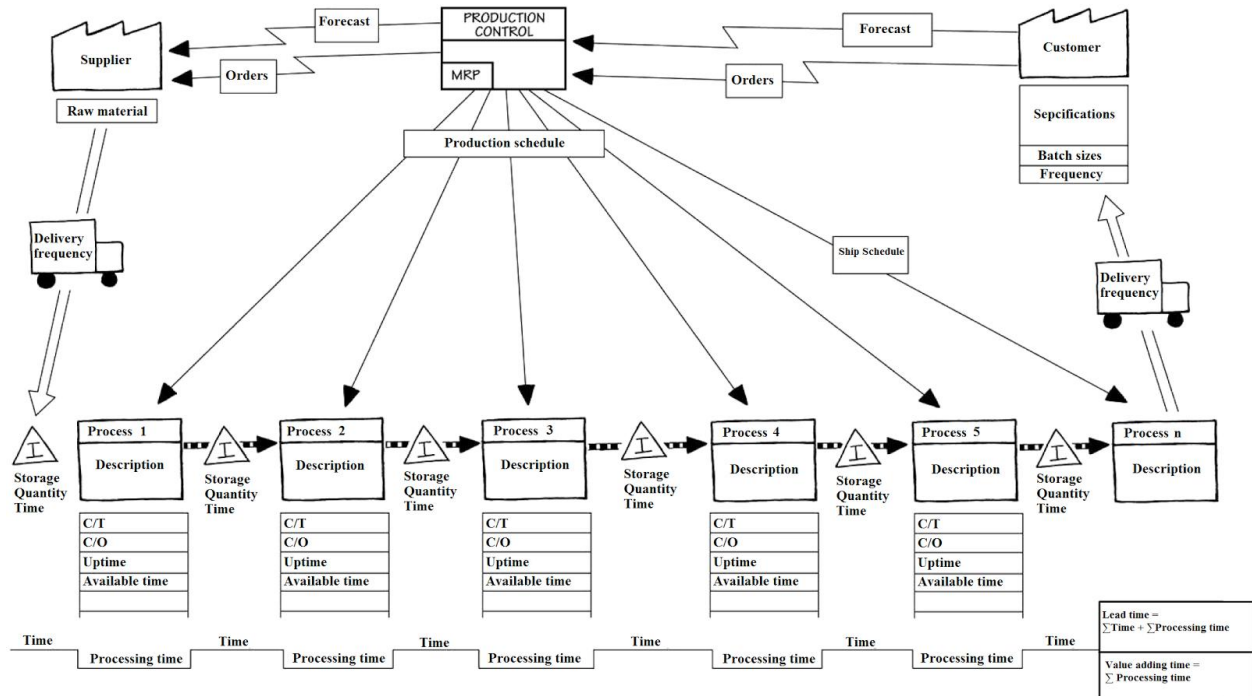 Forecast
PRODUCTION
CONTROL
MRP
Supplier
Orders
Forecast
Orders
Customer
Raw material
Sepcifications
Batch sizes
Frequency
Production schedule
Ship Schedule
Delivery
frequency
Delivery
frequency
I
Storage
Quantity
Time
Process 1
Description
I
Storage
Quantity
Time
Process 2
Description
I
Storage
Quantity
Time
Process 3
Description
I
Storage
Quantity
Time
Process 4
Description
I
Storage
Quantity
Time
Process 5
Description
I
Storage
Quantity
Time
Process n
Description
C/T
C/O
Uptime
Available time
C/T
C/O
Uptime
Available time
C/T
C/O
Uptime
Available time
C/T
C/O
Uptime
Available time
C/T
C/O
Uptime
Available time
Time
Processing time
Time
Processing time
Time
Processing time
Time
Processing time
Time
Processing time
Time
Lead time =
∑Time + ∑Processing time
Value adding time =
∑ Processing time